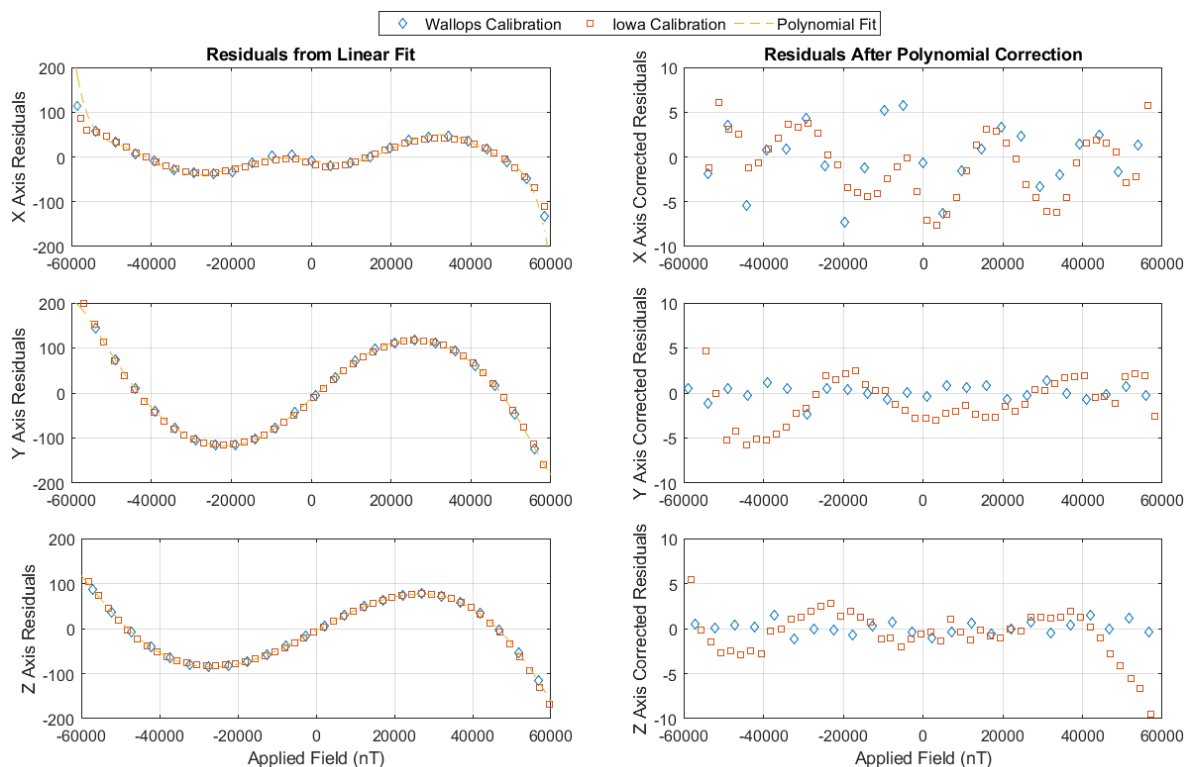 Wallops Calibration Iowa Calibration Polynomial Fit
Residuals from Linear Fit
200
100
0
-100
-200
X Axis Residuals
-60000 -40000 -20000 0 20000 40000 60000
Residuals After Polynomial Correction
10
5
0
-5
-10
X Axis Corrected Residuals
-60000 -40000 -20000 0 20000 40000 60000
200
100
0
-100
-200
Y Axis Residuals
-60000 -40000 -20000 0 20000 40000 60000
10
5
0
-5
-10
Y Axis Corrected Residuals
-60000 -40000 -20000 0 20000 40000 60000
200
100
0
-100
-200
Z Axis Residuals
-60000 -40000 -20000 0 20000 40000 60000
Applied Field (nT)
10
5
0
-5
-10
Z Axis Corrected Residuals
-60000 -40000 -20000 0 20000 40000 60000
Applied Field (nT)